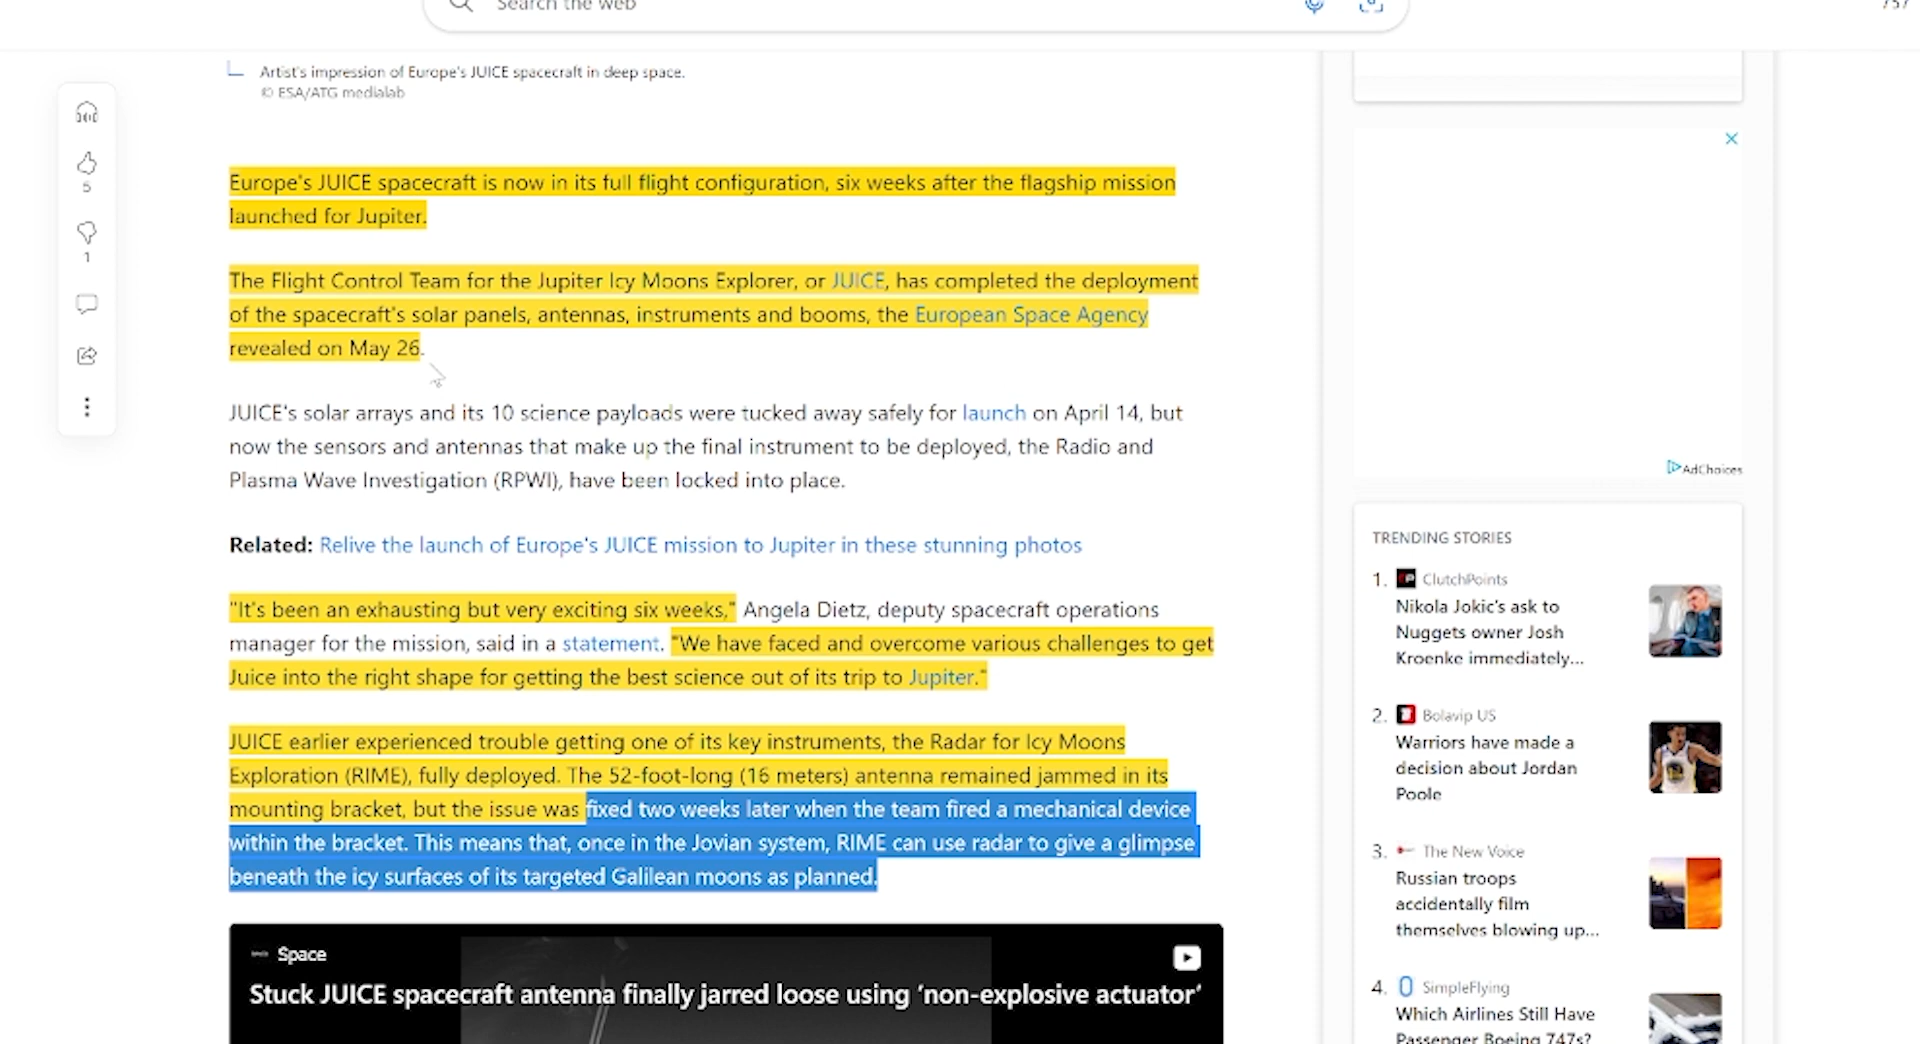 Search the web
757
Artist's impression of Europe's JUICE spacecraft in deep space.
© ESA/ATG medialab
5
1
Europe's JUICE spacecraft is now in its full flight configuration, six weeks after the flagship mission
launched for Jupiter.
The Flight Control Team for the Jupiter Icy Moons Explorer, or JUICE, has completed the deployment
of the spacecraft's solar panels, antennas, instruments and booms, the European Space Agency
revealed on May 26.
JUICE's solar arrays and its 10 science payloads were tucked away safely for launch on April 14, but
now the sensors and antennas that make up the final instrument to be deployed, the Radio and
Plasma Wave Investigation (RPWI), have been locked into place.
Related: Relive the launch of Europe's JUICE mission to Jupiter in these stunning photos
"It's been an exhausting but very exciting six weeks," Angela Dietz, deputy spacecraft operations
manager for the mission, said in a statement. "We have faced and overcome various challenges to get
Juice into the right shape for getting the best science out of its trip to Jupiter."
JUICE earlier experienced trouble getting one of its key instruments, the Radar for Icy Moons
Exploration (RIME), fully deployed. The 52-foot-long (16 meters) antenna remained jammed in its
mounting bracket, but the issue was fixed two weeks later when the team fired a mechanical device
within the bracket. This means that, once in the Jovian system, RIME can use radar to give a glimpse
beneath the icy surfaces of its targeted Galilean moons as planned.
Space
Stuck JUICE spacecraft antenna finally jarred loose using ‘non-explosive actuator’
AdChoices
TRENDING STORIES
1. ClutchPoints
Nikola Jokic's ask to
Nuggets owner Josh
Kroenke immediately...
2. Bolavip US
Warriors have made a
decision about Jordan
Poole
3. The New Voice
Russian troops
accidentally film
themselves blowing up...
4. SimpleFlying
Which Airlines Still Have
Passenger Boeing 747s?